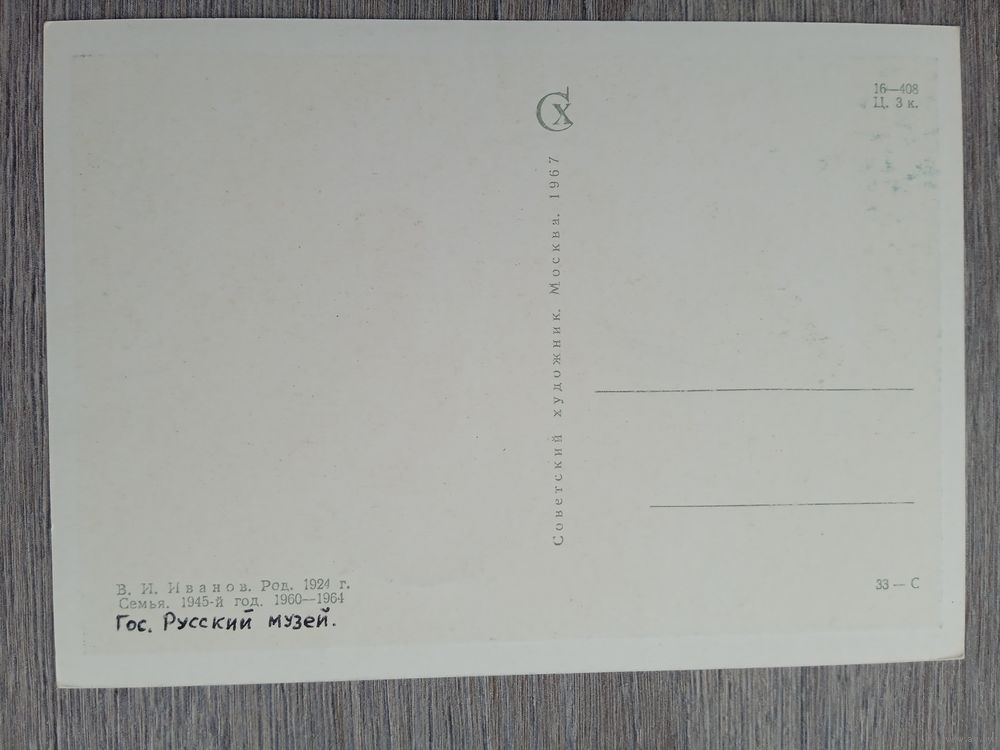 16—408
Ц. 3 к.
СХ
Советский художник. Москва. 1967
В. И. Иванов. Род. 1924 г.
Семья. 1945-й год. 1960—1964
Гос. Русский музей.
33 — С